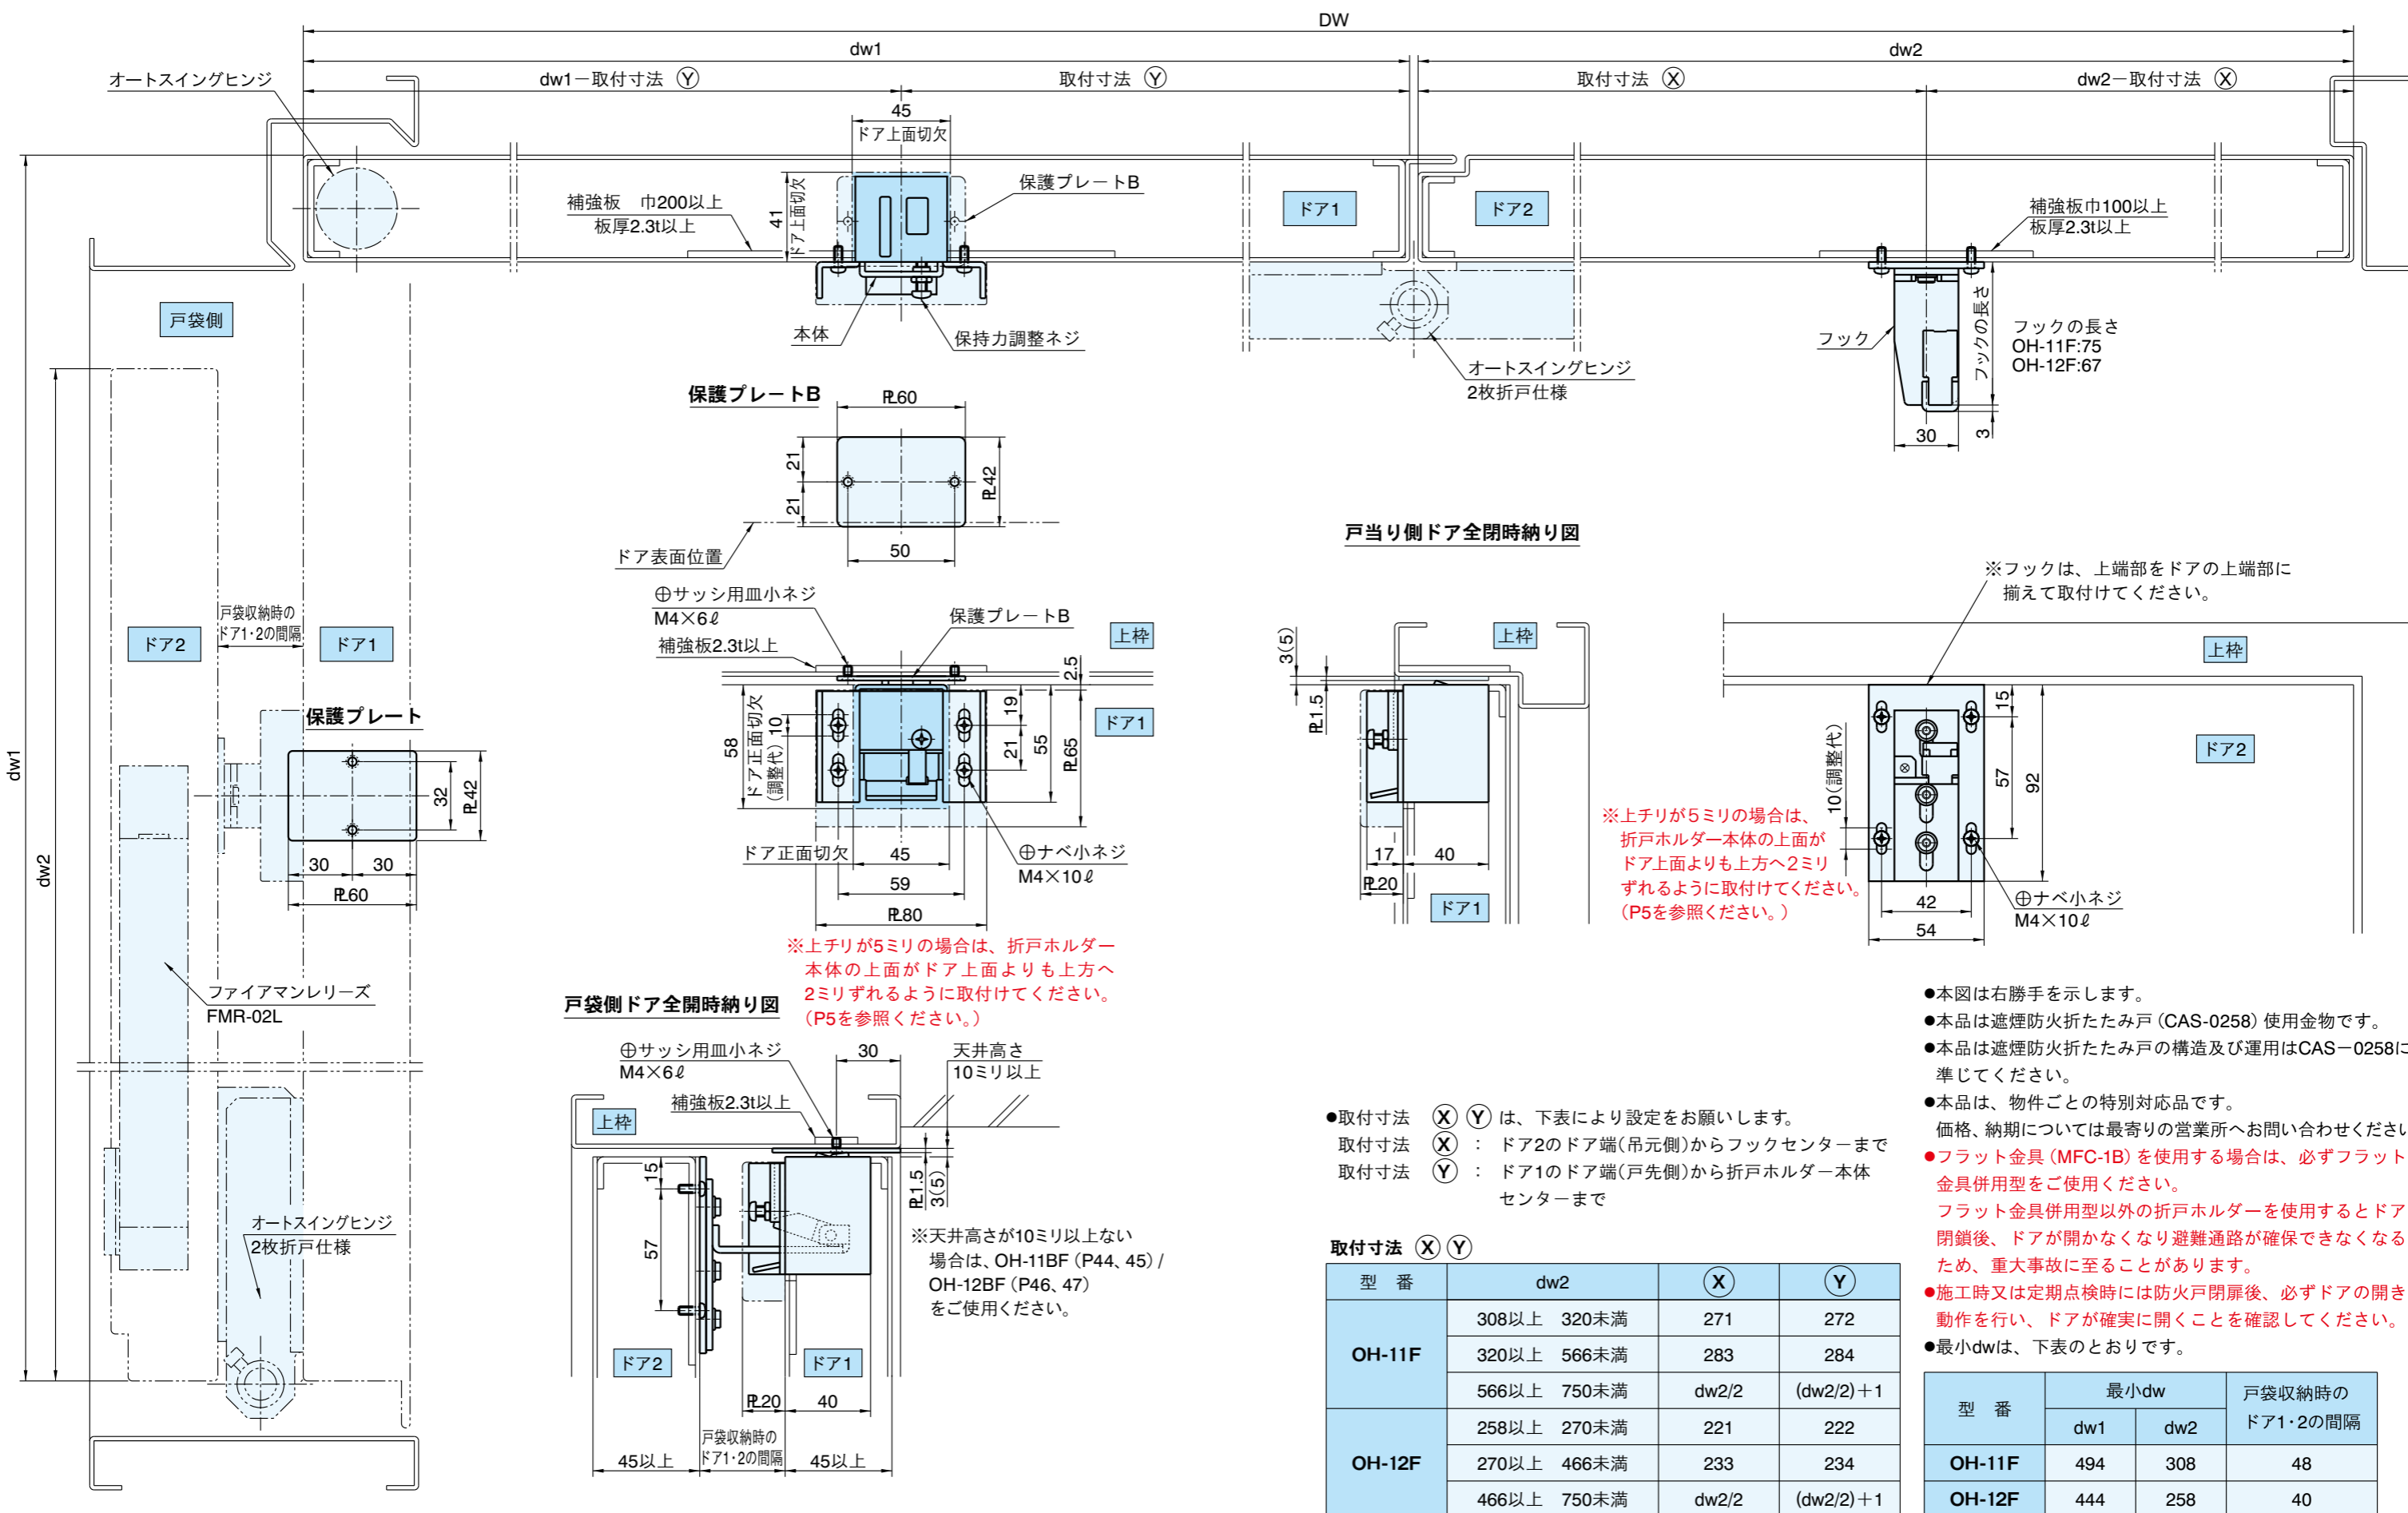 DW
dw1
dw2
オートスイングヒンジ
dw1－取付寸法 Ⓨ
取付寸法 Ⓨ
取付寸法 Ⓧ
dw2－取付寸法 Ⓧ
45
ドア上面切欠
41
ドア上面切欠
保護プレートB
補強板 巾200以上
板厚2.3t以上
ドア1
ドア2
補強板巾100以上
板厚2.3t以上
戸袋側
本体
保持力調整ネジ
オートスイングヒンジ
2枚折戸仕様
フック
フックの長さ
フックの長さ
OH-11F:75
OH-12F:67
30
3
保護プレートB
PL60
21
21
PL42
50
ドア表面位置
戸当り側ドア全閉時納り図
dw1
dw2
戸袋収納時の
ドア1・2の間隔
ドア2
ドア1
保護プレート
32
PL42
30
30
PL60
ファイアマンレリーズ
FMR-02L
オートスイングヒンジ
2枚折戸仕様
⊕サッシ用皿小ネジ
M4×6ℓ
保護プレートB
補強板2.3t以上
上枠
2.5
58
ドア正面切欠
(調整代)
10
19
21
55
PL65
ドア1
ドア正面切欠
45
59
PL80
⊕ナベ小ネジ
M4×10ℓ
※上チリが5ミリの場合は、折戸ホルダー
本体の上面がドア上面よりも上方へ
2ミリずれるように取付けてください。
(P5を参照ください。)
3(5)
PL1.5
上枠
17
40
PL20
ドア1
※上チリが5ミリの場合は、
折戸ホルダー本体の上面が
ドア上面よりも上方へ2ミリ
ずれるように取付けてください。
(P5を参照ください。)
※フックは、上端部をドアの上端部に
揃えて取付けてください。
上枠
15
57
92
10(調整代)
ドア2
42
54
⊕ナベ小ネジ
M4×10ℓ
戸袋側ドア全開時納り図
⊕サッシ用皿小ネジ
M4×6ℓ
30
天井高さ
10ミリ以上
補強板2.3t以上
上枠
15
57
PL1.5
3(5)
※天井高さが10ミリ以上ない
場合は、OH-11BF (P44、45) /
OH-12BF (P46、47)
をご使用ください。
ドア2
ドア1
PL20
40
戸袋収納時の
ドア1・2の間隔
45以上
45以上
●取付寸法 Ⓧ Ⓨ は、下表により設定をお願いします。
取付寸法 Ⓧ ： ドア2のドア端(吊元側)からフックセンターまで
取付寸法 Ⓨ ： ドア1のドア端(戸先側)から折戸ホルダー本体
センターまで
取付寸法 Ⓧ Ⓨ
型 番 dw2 Ⓧ Ⓨ
OH-11F
308以上 320未満 271 272
320以上 566未満 283 284
566以上 750未満 dw2/2 (dw2/2)＋1
OH-12F
258以上 270未満 221 222
270以上 466未満 233 234
466以上 750未満 dw2/2 (dw2/2)＋1
●本図は右勝手を示します。
●本品は遮煙防火折たたみ戸 (CAS-0258) 使用金物です。
●本品は遮煙防火折たたみ戸の構造及び運用はCAS－0258に
準じてください。
●本品は、物件ごとの特別対応品です。
価格、納期については最寄りの営業所へお問い合わせください
●フラット金具 (MFC-1B) を使用する場合は、必ずフラット
金具併用型をご使用ください。
フラット金具併用型以外の折戸ホルダーを使用するとドア
閉鎖後、ドアが開かなくなり避難通路が確保できなくなる
ため、重大事故に至ることがあります。
●施工時又は定期点検時には防火戸閉扉後、必ずドアの開き
動作を行い、ドアが確実に開くことを確認してください。
●最小dwは、下表のとおりです。
型 番 最小dw 戸袋収納時の
dw1 dw2 ドア1・2の間隔
OH-11F 494 308 48
OH-12F 444 258 40